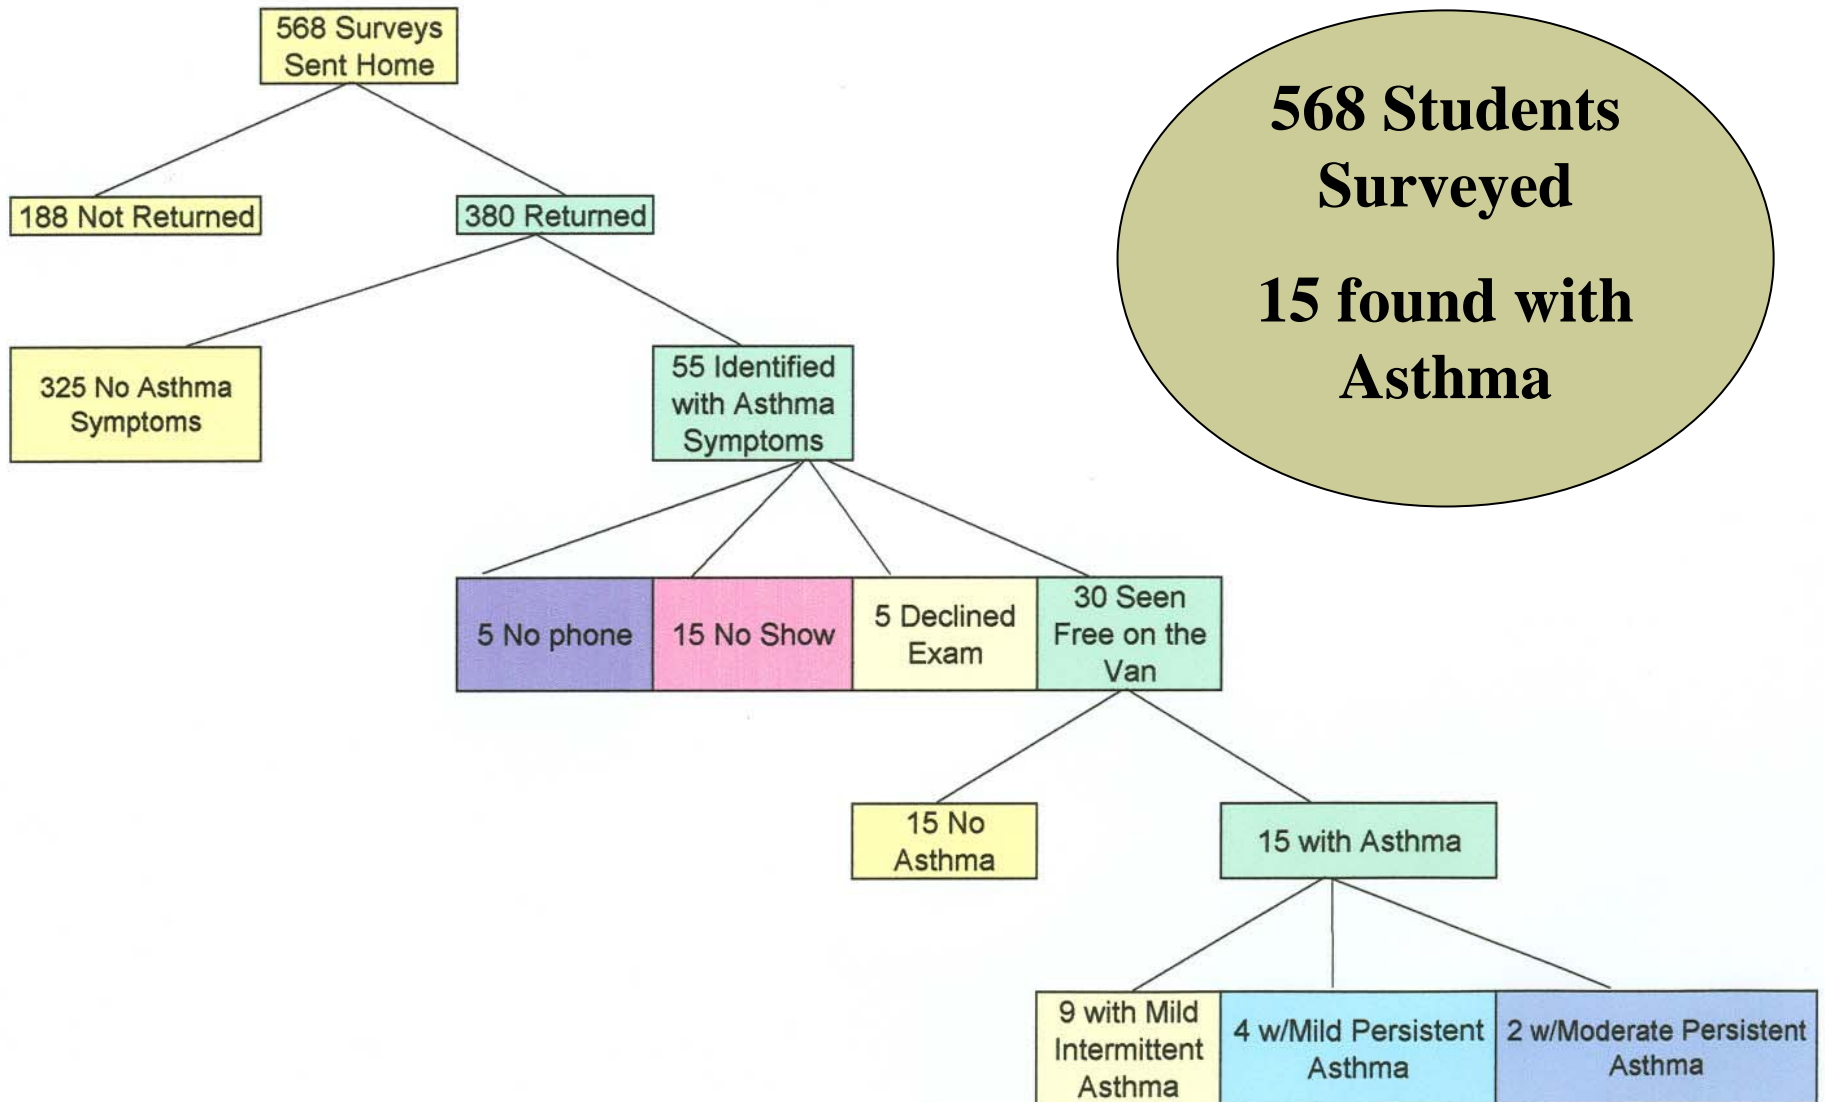 568 Surveys
Sent Home
568 Students
Surveyed
15 found with
Asthma
188 Not Returned
380 Returned
325 No Asthma
Symptoms
55 Identified
with Asthma
Symptoms
5 No phone
15 No Show
5 Declined
Exam
30 Seen
Free on the
Van
15 No
Asthma
15 with Asthma
9 with Mild
Intermittent
Asthma
4 w/Mild Persistent
Asthma
2 w/Moderate Persistent
Asthma